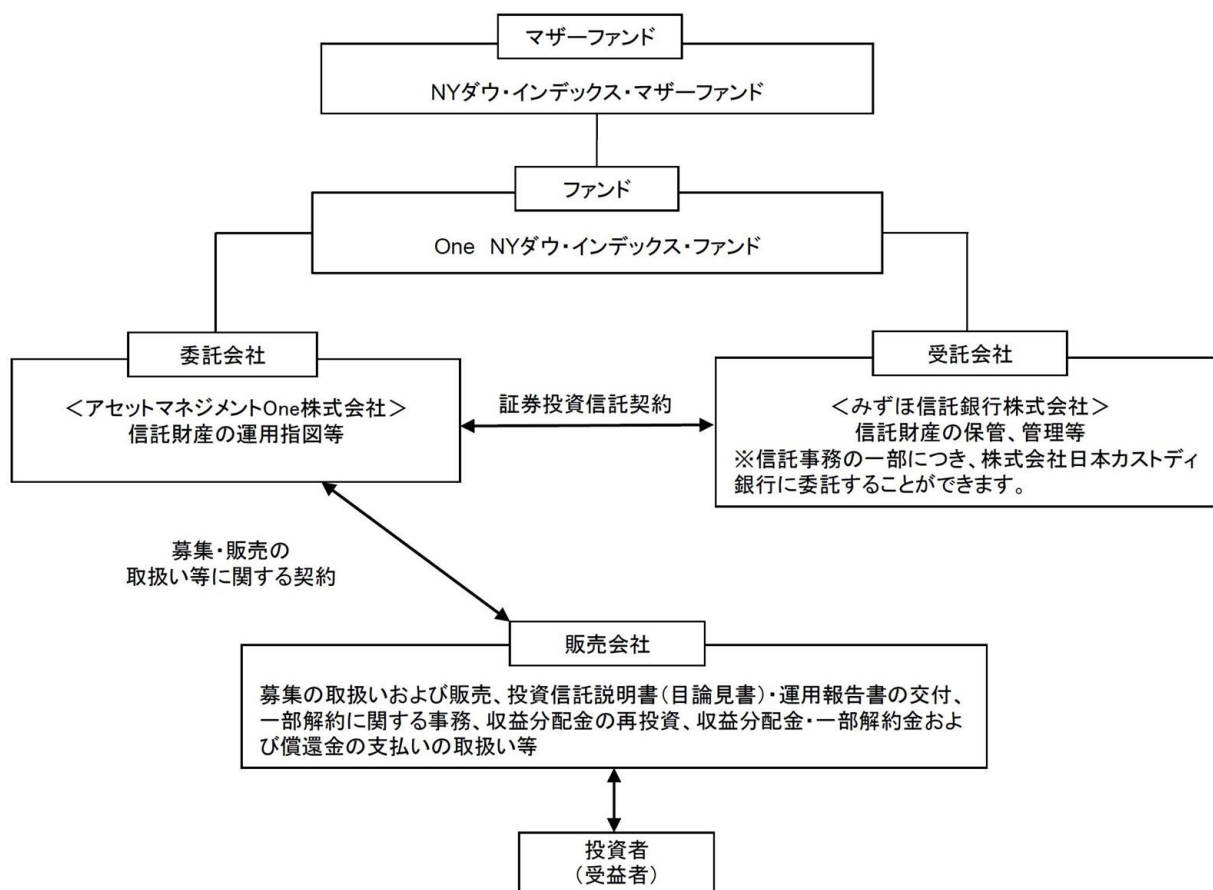 マザーファンド
NYダウ・インデックス・マザーファンド
ファンド
One NYダウ・インデックス・ファンド
委託会社
＜アセットマネジメントOne株式会社＞
信託財産の運用指図等
証券投資信託契約
受託会社
＜みずほ信託銀行株式会社＞
信託財産の保管、管理等
※信託事務の一部につき、株式会社日本カストディ
銀行に委託することができます。
募集・販売の
取扱い等に関する契約
販売会社
募集の取扱いおよび販売、投資信託説明書（目論見書）・運用報告書の交付、
一部解約に関する事務、収益分配金の再投資、収益分配金・一部解約金およ
び償還金の支払いの取扱い等
投資者
（受益者）